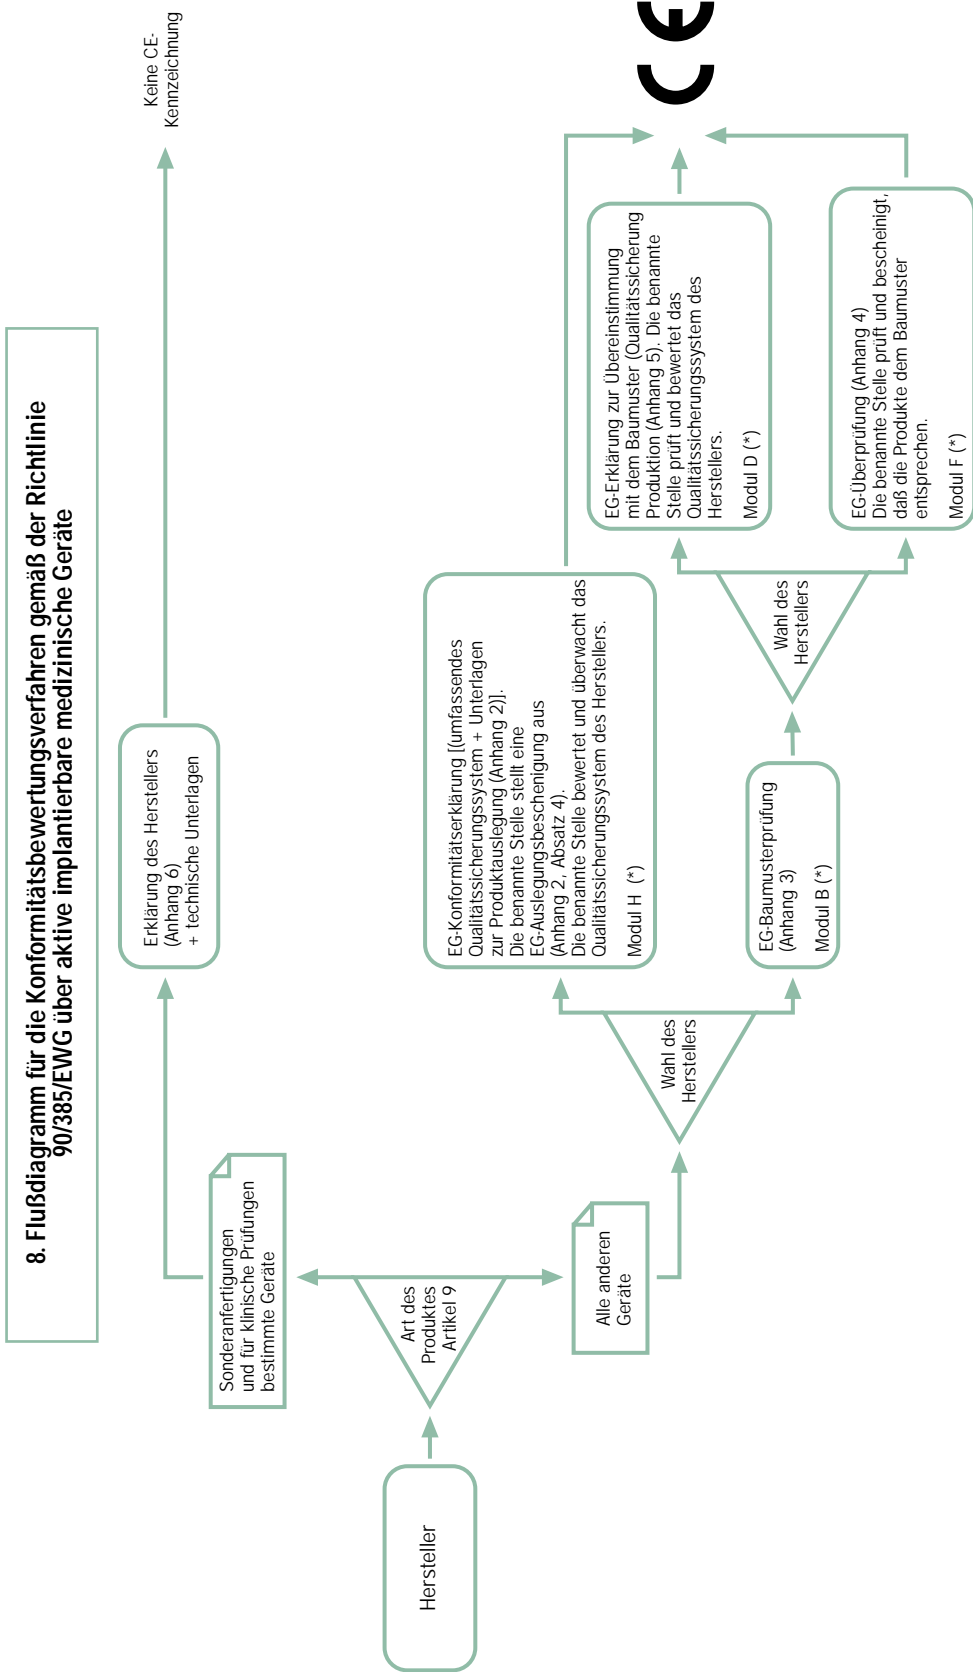 8. Flußdiagramm für die Konformitätsbewertungsverfahren gemäß der Richtlinie
90/385/EWG über aktive implantierbare medizinische Geräte
Hersteller
Art des
Produktes
Artikel 9
Sonderanfertigungen
und für klinische Prüfungen
bestimmte Geräte
Erklärung des Herstellers
(Anhang 6)
+ technische Unterlagen
Keine CE-
Kennzeichnung
Alle anderen
Geräte
Wahl des
Herstellers
EG-Konformitätserklärung [(umfassendes
Qualitätssicherungssystem + Unterlagen
zur Produktauslegung (Anhang 2)].
Die benannte Stelle stellt eine
EG-Auslegungsbeschenigung aus
(Anhang 2, Absatz 4).
Die benannte Stelle bewertet und überwacht das
Qualitätssicherungssystem des Herstellers.
Modul H (*)
EG-Baumusterprüfung
(Anhang 3)
Modul B (*)
Wahl des
Herstellers
EG-Erklärung zur Übereinstimmung
mit dem Baumuster (Qualitätssicherung
Produktion (Anhang 5). Die benannte
Stelle prüft und bewertet das
Qualitätssicherungssystem des
Herstellers.
Modul D (*)
EG-Überprüfung (Anhang 4)
Die benannte Stelle prüft und bescheinigt,
daß die Produkte dem Baumuster
entsprechen.
Modul F (*)
CE